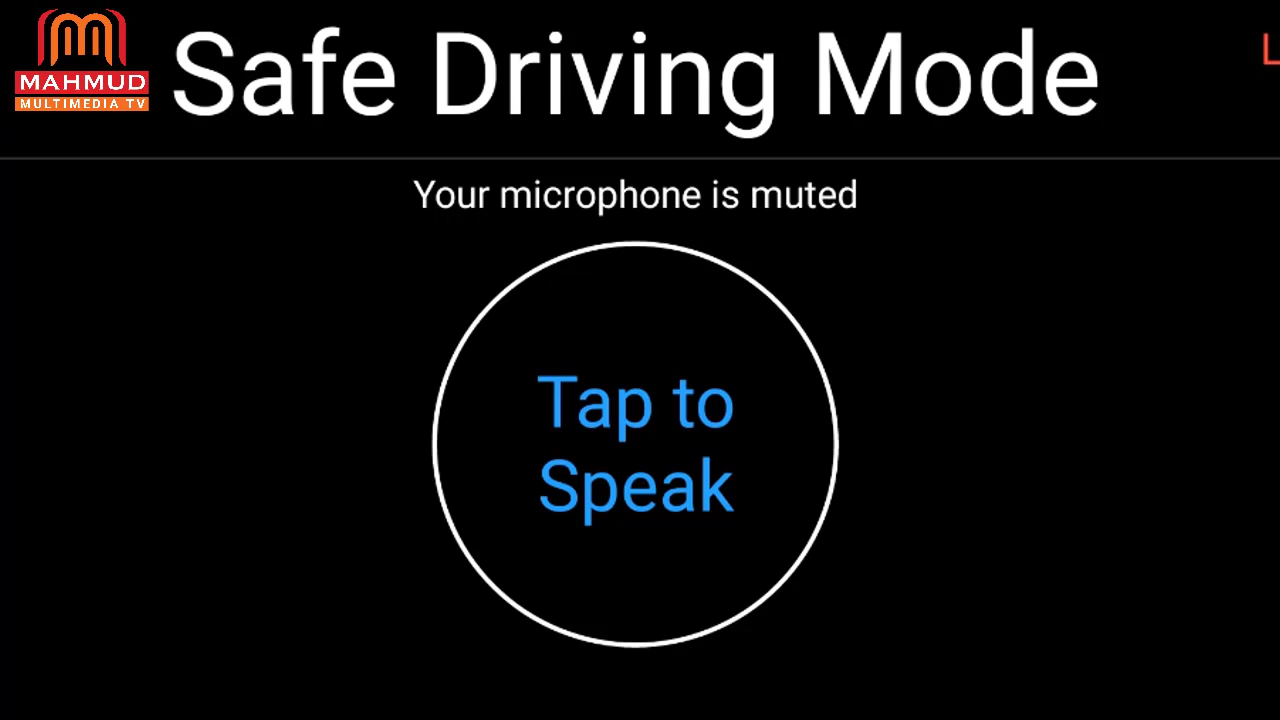 MAHMUD
MULTIMEDIA TV
Safe Driving Mode
Your microphone is muted
Tap to
Speak